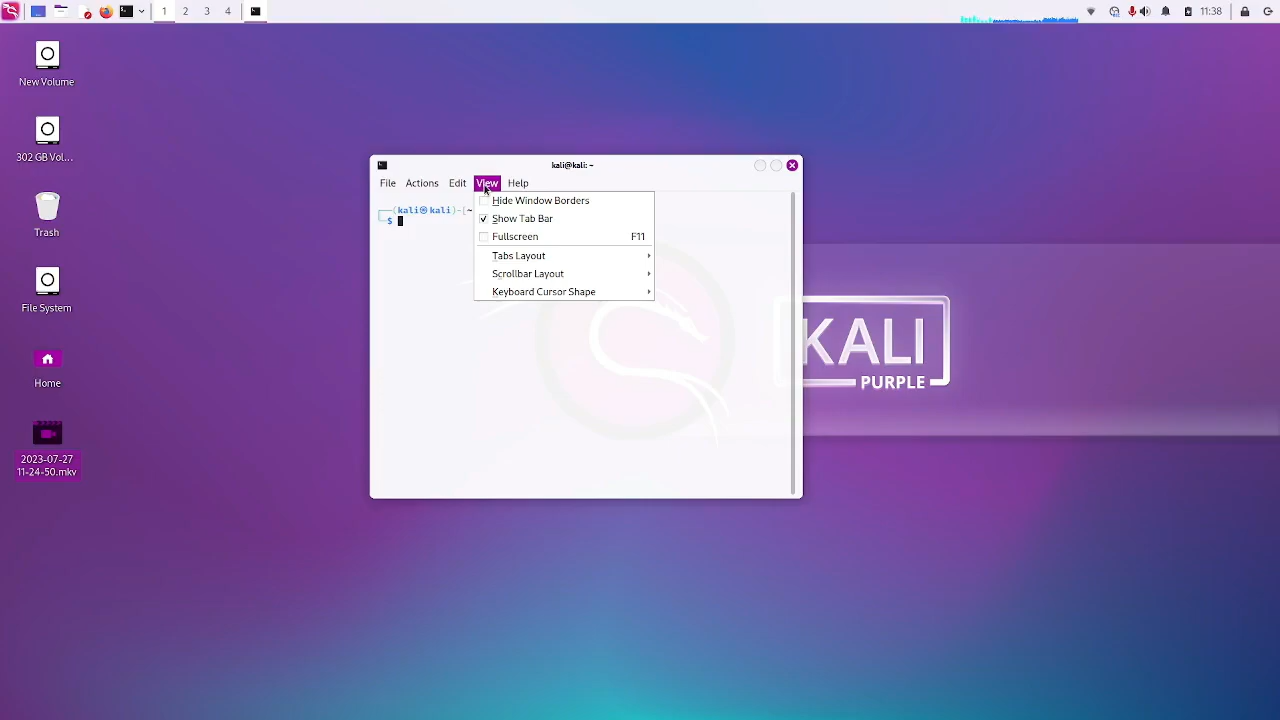 1 2 3 4
11:38
New Volume
302 GB Vol...
Trash
File System
Home
2023-07-27
11-24-50.mkv
kali@kali: ~
File Actions Edit View Help
(kali㉿kali)-[~
$
Hide Window Borders
Show Tab Bar
Fullscreen F11
Tabs Layout
Scrollbar Layout
Keyboard Cursor Shape
KALI
PURPLE